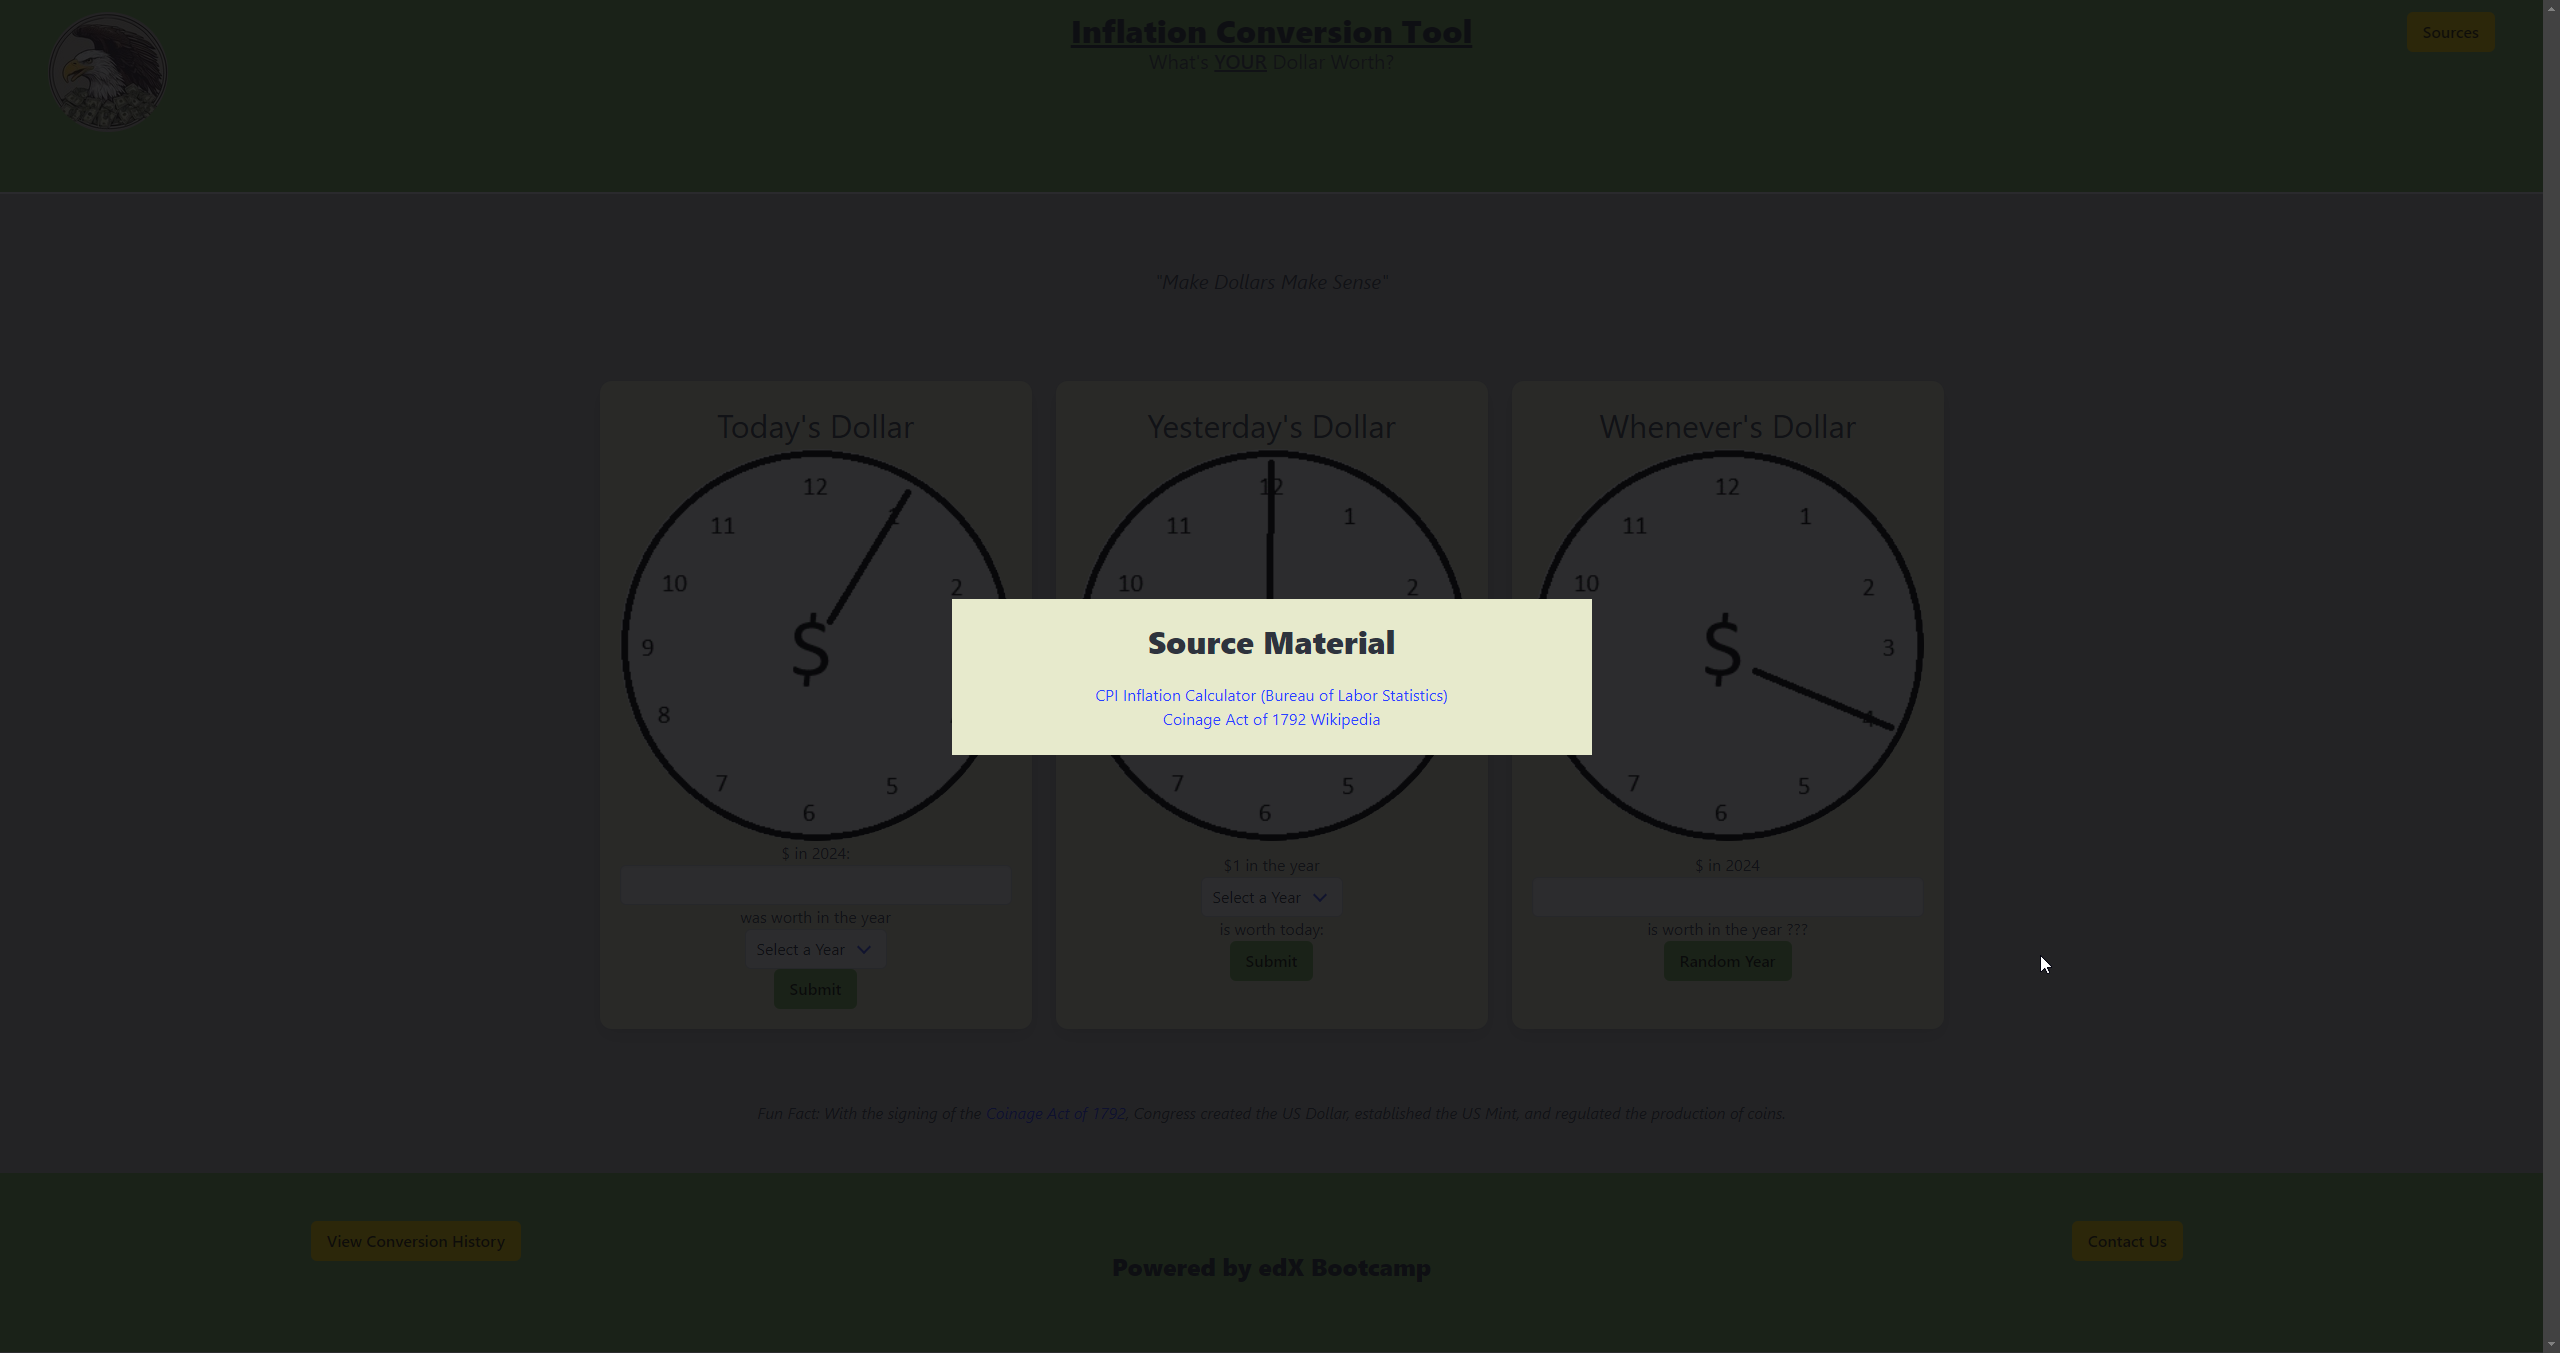 Inflation Conversion Tool
What's YOUR Dollar Worth?
Sources
"Make Dollars Make Sense"
Today's Dollar
12
1
2
5
6
7
8
9
10
11
$
$ in 2024:
was worth in the year
Select a Year
Submit
Yesterday's Dollar
12
1
2
5
6
7
10
11
$1 in the year
Select a Year
is worth today:
Submit
Whenever's Dollar
12
1
2
3
4
5
6
7
10
11
$
$ in 2024
is worth in the year ???
Random Year
Source Material
CPI Inflation Calculator (Bureau of Labor Statistics)
Coinage Act of 1792 Wikipedia
Fun Fact: With the signing of the Coinage Act of 1792, Congress created the US Dollar, established the US Mint, and regulated the production of coins.
View Conversion History
Powered by edX Bootcamp
Contact Us